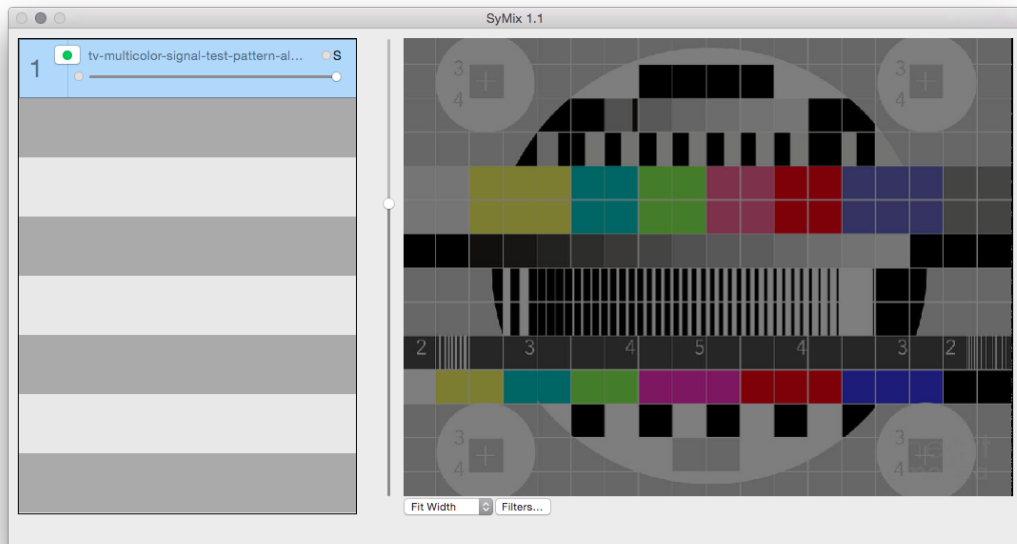 SyMix 1.1
1 tv-multicolor-signal-test-pattern-al... S
3 3
4 4
2 3 4 5 4 3 2
3 3
4 4
Fit Width Filters...